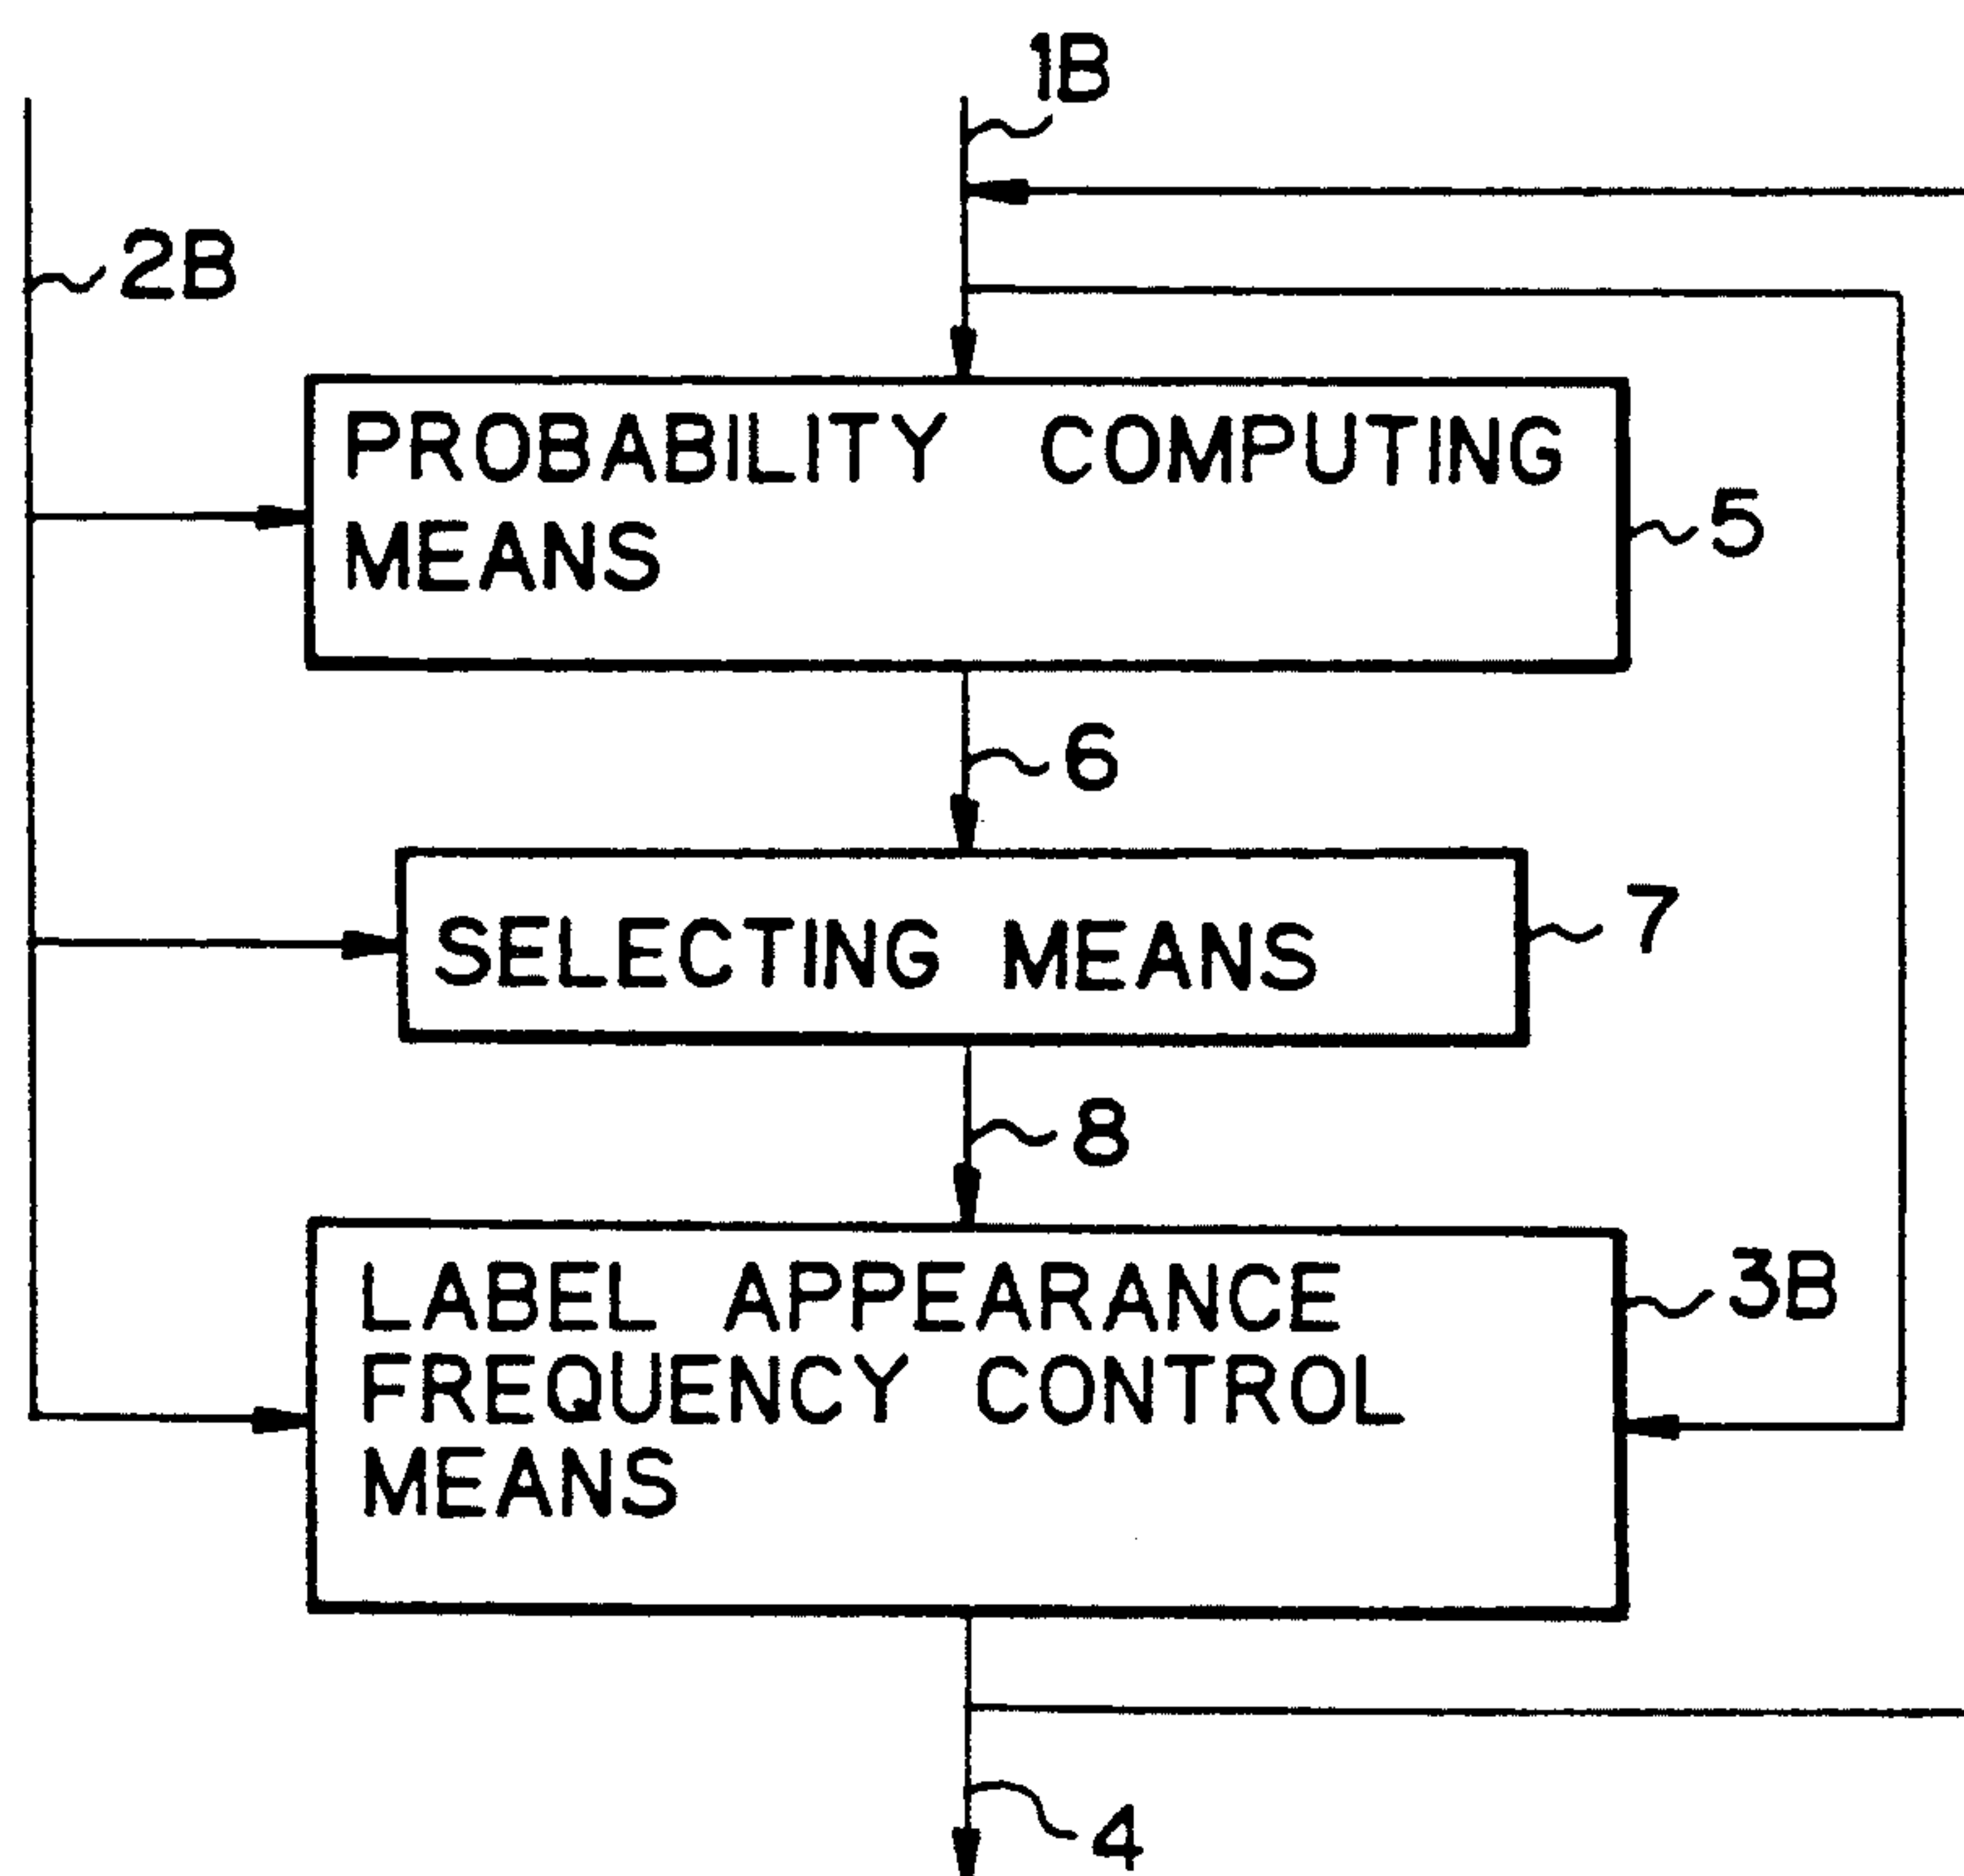 1B
2B
PROBABILITY COMPUTING
MEANS
5
6
SELECTING MEANS
7
8
LABEL APPEARANCE
FREQUENCY CONTROL
MEANS
3B
4